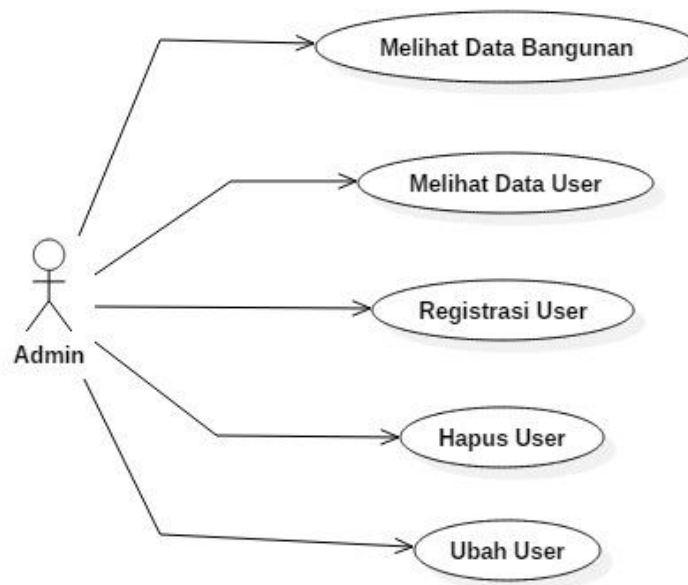 Melihat Data Bangunan
Melihat Data User
Registrasi User
Admin
Hapus User
Ubah User